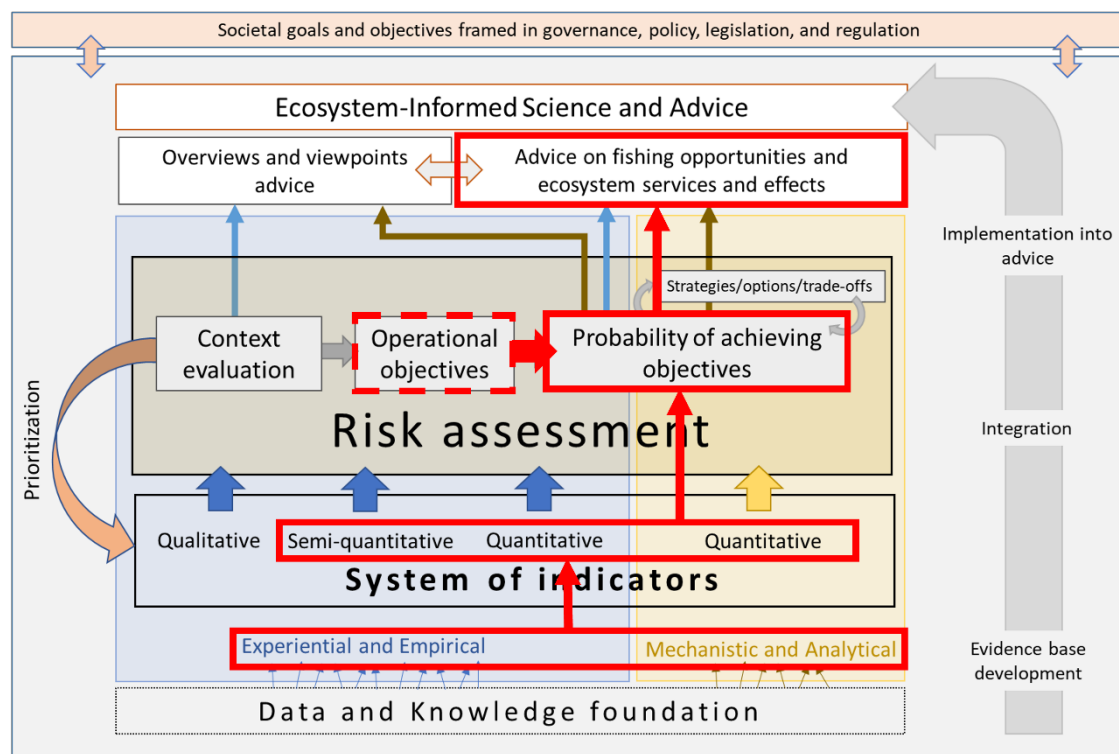 Societal goals and objectives framed in governance, policy, legislation, and regulation
Ecosystem-Informed Science and Advice
Overviews and viewpoints
advice
Advice on fishing opportunities and
ecosystem services and effects
Implementation into
advice
Strategies/options/trade-offs
Context
evaluation
Operational
objectives
Probability of achieving
objectives
Risk assessment
Integration
Prioritization
Qualitative
Semi-quantitative
Quantitative
Quantitative
System of indicators
Experiential and Empirical
Mechanistic and Analytical
Evidence base
development
Data and Knowledge foundation